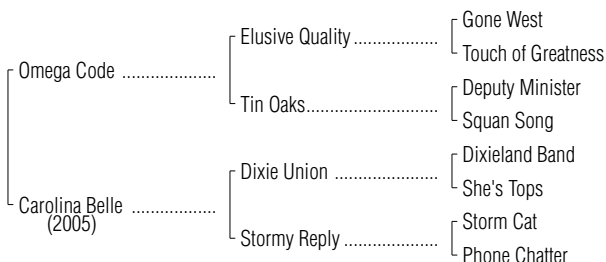 Gone West
Elusive Quality ..................
Touch of Greatness
Omega Code ....................
Deputy Minister
Tin Oaks............................
Squan Song
Dixieland Band
Dixie Union ......................
She's Tops
Carolina Belle ..................
(2005)
Storm Cat
Stormy Reply ....................
Phone Chatter